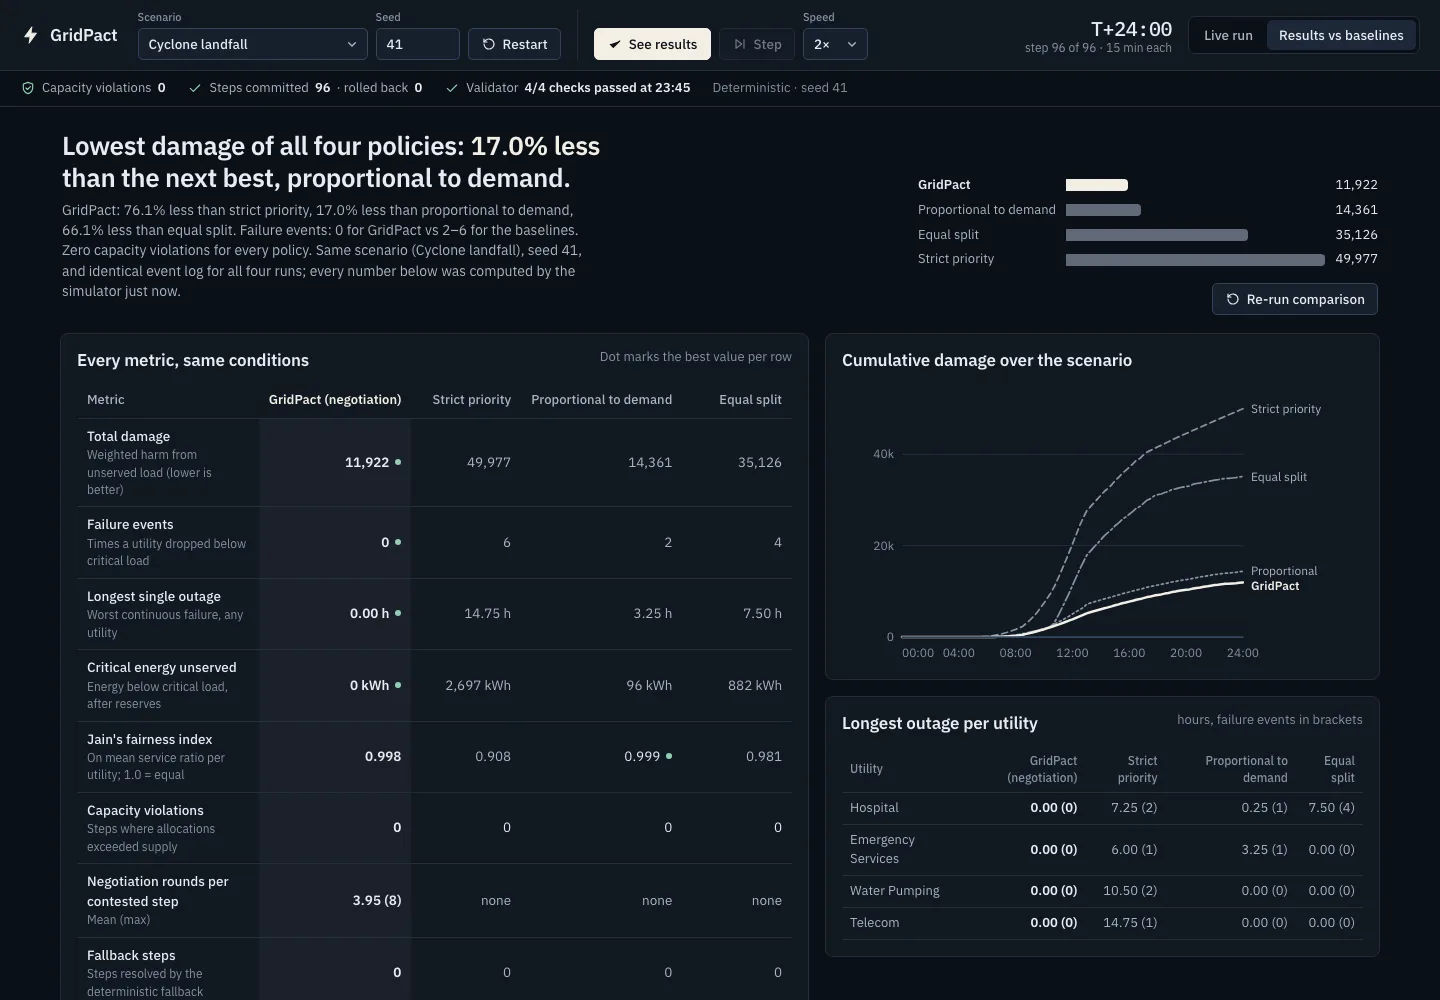 GridPact
Scenario
Cyclone landfall
Seed
41
Restart
See results
Step
Speed
2×
T+24:00
step 96 of 96 · 15 min each
Live run
Results vs baselines
Capacity violations 0
Steps committed 96 · rolled back 0
Validator 4/4 checks passed at 23:45
Deterministic · seed 41
Lowest damage of all four policies: 17.0% less
than the next best, proportional to demand.
GridPact: 76.1% less than strict priority, 17.0% less than proportional to demand,
66.1% less than equal split. Failure events: 0 for GridPact vs 2–6 for the baselines.
Zero capacity violations for every policy. Same scenario (Cyclone landfall), seed 41,
and identical event log for all four runs; every number below was computed by the
simulator just now.
GridPact 11,922
Proportional to demand 14,361
Equal split 35,126
Strict priority 49,977
Re-run comparison
Every metric, same conditions
Dot marks the best value per row
Metric GridPact (negotiation) Strict priority Proportional to demand Equal split
Total damage
Weighted harm from
unserved load (lower is
better)
11,922 49,977 14,361 35,126
Failure events
Times a utility dropped below
critical load
0 6 2 4
Longest single outage
Worst continuous failure, any
utility
0.00 h 14.75 h 3.25 h 7.50 h
Critical energy unserved
Energy below critical load,
after reserves
0 kWh 2,697 kWh 96 kWh 882 kWh
Jain's fairness index
On mean service ratio per
utility; 1.0 = equal
0.998 0.908 0.999 0.981
Capacity violations
Steps where allocations
exceeded supply
0 0 0 0
Negotiation rounds per
contested step
Mean (max)
3.95 (8) none none none
Fallback steps
Steps resolved by the
deterministic fallback
0 0 0 0
Cumulative damage over the scenario
Strict priority
40k
Equal split
20k
Proportional
GridPact
0
00:00 04:00 08:00 12:00 16:00 20:00 24:00
Longest outage per utility
hours, failure events in brackets
Utility
GridPact
(negotiation)
Strict
priority
Proportional to
demand
Equal
split
Hospital 0.00 (0) 7.25 (2) 0.25 (1) 7.50 (4)
Emergency
Services
0.00 (0) 6.00 (1) 3.25 (1) 0.00 (0)
Water Pumping 0.00 (0) 10.50 (2) 0.00 (0) 0.00 (0)
Telecom 0.00 (0) 14.75 (1) 0.00 (0) 0.00 (0)